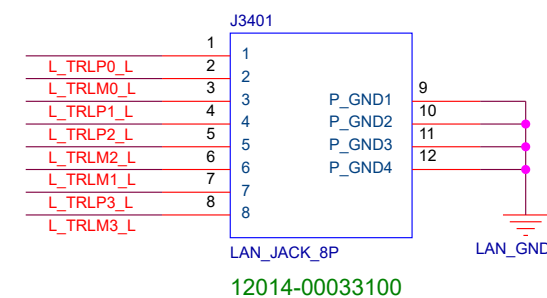 J3401
1 1
L_TRLP0_L 2 2
L_TRLM0_L 3 3 P_GND1 9
L_TRLP1_L 4 4 P_GND2 10
L_TRLP2_L 5 5 P_GND3 11
L_TRLM2_L 6 6 P_GND4 12
L_TRLM1_L 7 7
L_TRLP3_L 8 8
L_TRLM3_L
LAN_JACK_8P LAN_GND
12014-00033100